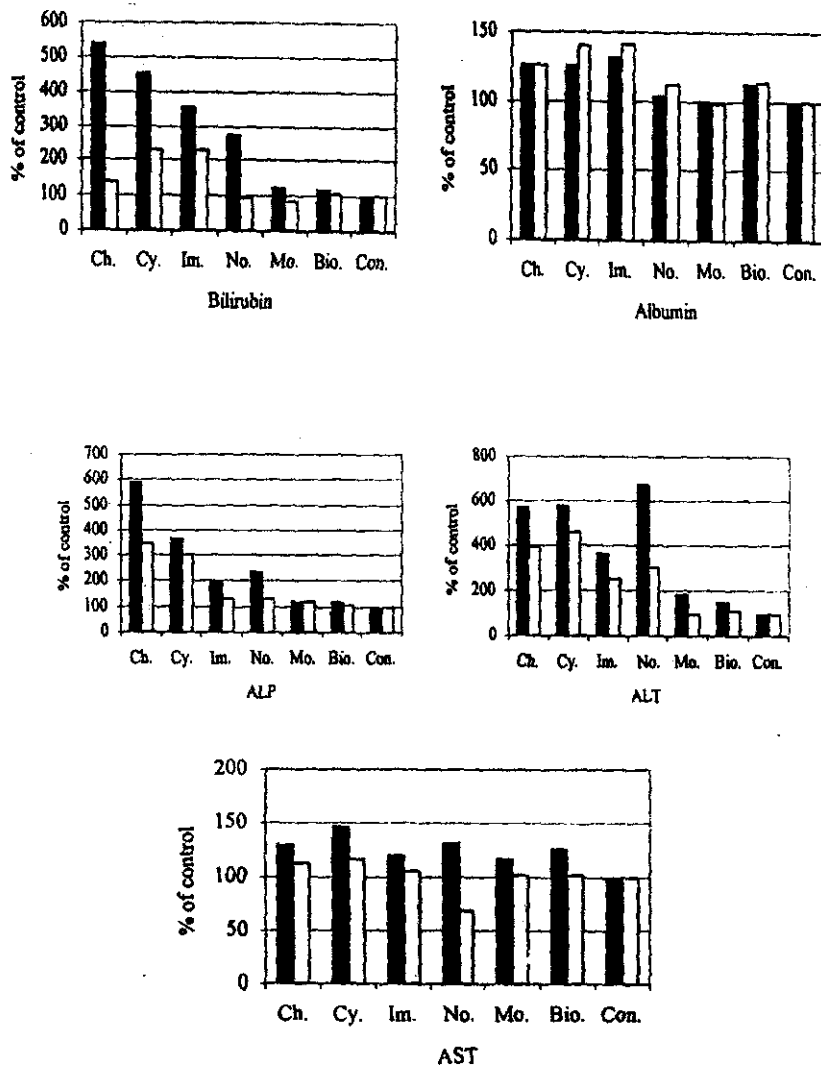 600
500
400
300
200
100
0
% of control
Ch. Cy. Im. No. Mo. Bio. Con.
Bilirubin
150
100
50
0
% of control
Ch. Cy. Im. No. Mo. Bio. Con.
Albumin
700
600
500
400
300
200
100
0
% of control
Ch. Cy. Im. No. Mo. Bio. Con.
ALP
800
600
400
200
0
% of control
Ch. Cy. Im. No. Mo. Bio. Con.
ALT
200
150
100
50
0
% of control
Ch. Cy. Im. No. Mo. Bio. Con.
AST